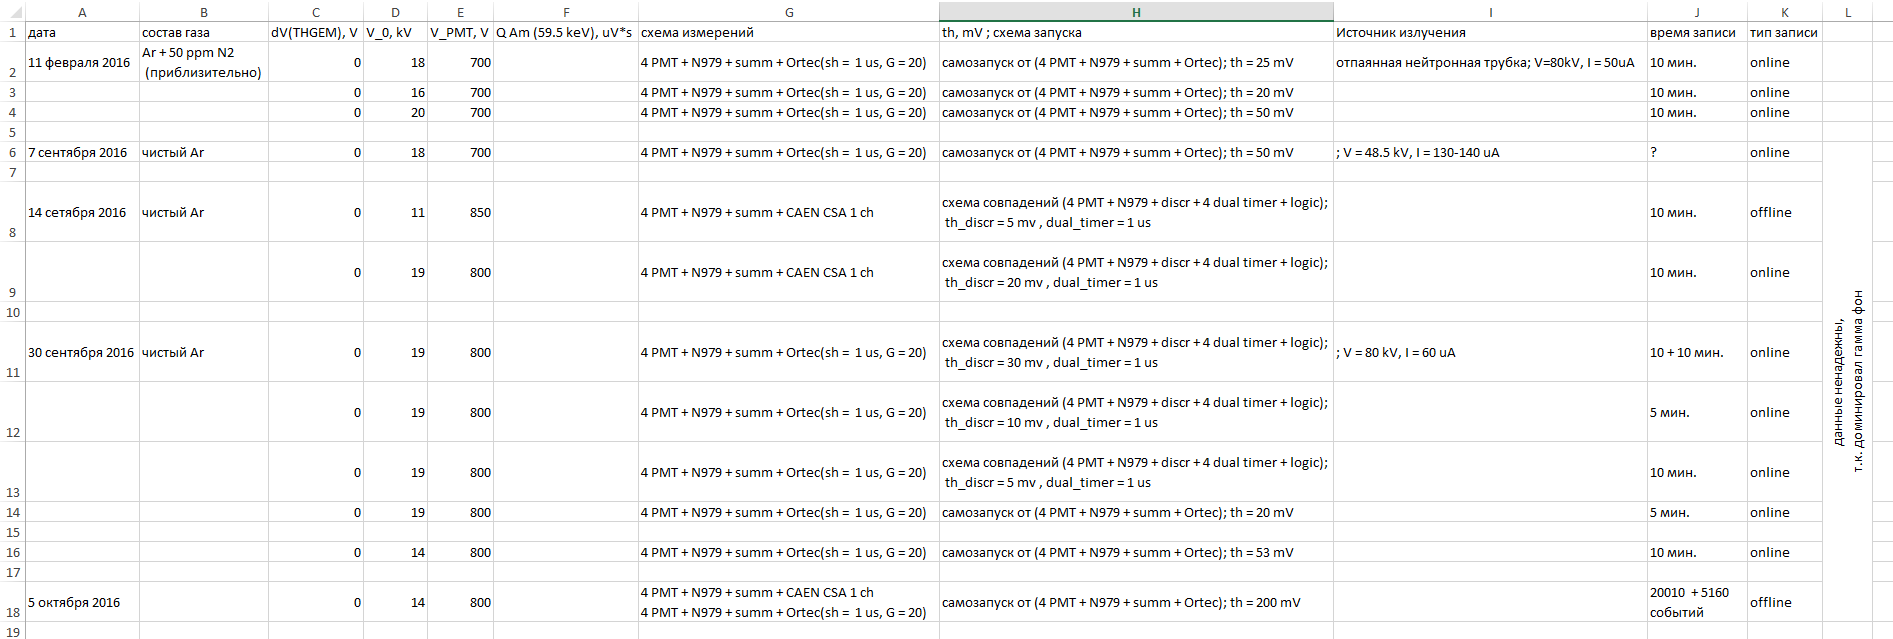 A B C D E F G H I J K L
1 дата состав газа dV(THGEM), V V_0, kV V_PMT, V Q Am (59.5 keV), uV*s схема измерений th, mV ; схема запуска Источник излучения время записи тип записи
Ar + 50 ppm N2
2 11 февраля 2016 (приблизительно) 0 18 700 4 PMT + N979 + summ + Ortec(sh = 1 us, G = 20) самозапуск от (4 PMT + N979 + summ + Ortec); th = 25 mV отпаянная нейтронная трубка; V=80kV, I = 50uA 10 мин. online
3 0 16 700 4 PMT + N979 + summ + Ortec(sh = 1 us, G = 20) самозапуск от (4 PMT + N979 + summ + Ortec); th = 20 mV 10 мин. online
4 0 20 700 4 PMT + N979 + summ + Ortec(sh = 1 us, G = 20) самозапуск от (4 PMT + N979 + summ + Ortec); th = 50 mV 10 мин. online
5
6 7 сентября 2016 чистый Ar 0 18 700 4 PMT + N979 + summ + Ortec(sh = 1 us, G = 20) самозапуск от (4 PMT + N979 + summ + Ortec); th = 50 mV ; V = 48.5 kV, I = 130-140 uA ? online
7
8 14 сетября 2016 чистый Ar 0 11 850 4 PMT + N979 + summ + CAEN CSA 1 ch схема совпадений (4 PMT + N979 + discr + 4 dual timer + logic);
th_discr = 5 mv , dual_timer = 1 us 10 мин. offline
9 0 19 800 4 PMT + N979 + summ + CAEN CSA 1 ch схема совпадений (4 PMT + N979 + discr + 4 dual timer + logic);
th_discr = 20 mv , dual_timer = 1 us 10 мин. online
10
11 30 сентября 2016 чистый Ar 0 19 800 4 PMT + N979 + summ + Ortec(sh = 1 us, G = 20) схема совпадений (4 PMT + N979 + discr + 4 dual timer + logic);
th_discr = 30 mv , dual_timer = 1 us ; V = 80 kV, I = 60 uA 10 + 10 мин. online
12 0 19 800 4 PMT + N979 + summ + Ortec(sh = 1 us, G = 20) схема совпадений (4 PMT + N979 + discr + 4 dual timer + logic);
th_discr = 10 mv , dual_timer = 1 us 5 мин. online
13 0 19 800 4 PMT + N979 + summ + Ortec(sh = 1 us, G = 20) схема совпадений (4 PMT + N979 + discr + 4 dual timer + logic);
th_discr = 5 mv , dual_timer = 1 us 10 мин. online
14 0 19 800 4 PMT + N979 + summ + Ortec(sh = 1 us, G = 20) самозапуск от (4 PMT + N979 + summ + Ortec); th = 20 mV 5 мин. online
15
16 0 14 800 4 PMT + N979 + summ + Ortec(sh = 1 us, G = 20) самозапуск от (4 PMT + N979 + summ + Ortec); th = 53 mV 10 мин. online
17
18 5 октября 2016 0 14 800 4 PMT + N979 + summ + CAEN CSA 1 ch
4 PMT + N979 + summ + Ortec(sh = 1 us, G = 20) самозапуск от (4 PMT + N979 + summ + Ortec); th = 200 mV 20010 + 5160
событий offline
19
данные ненадежны,
т.к. доминировал гамма фон